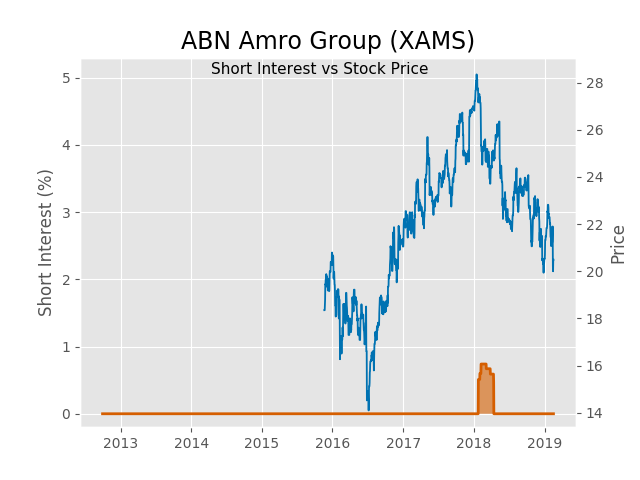 ABN Amro Group (XAMS)
Short Interest vs Stock Price
Short Interest (%)
5
4
3
2
1
0
28
26
24
22
20
18
16
14
Price
2013 2014 2015 2016 2017 2018 2019